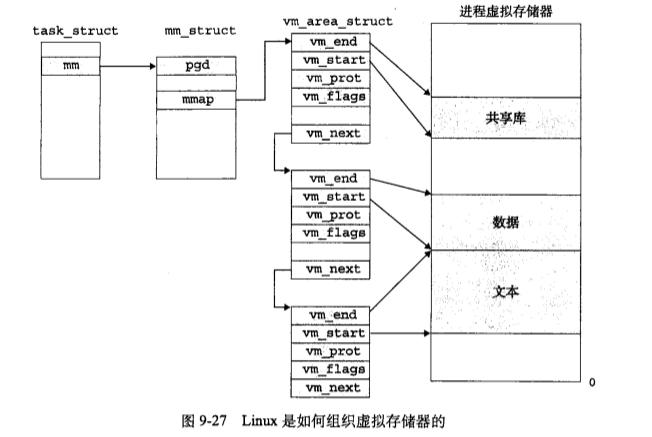 task_struct
mm
mm_struct
pgd
mmap
vm_area_struct
vm_end
vm_start
vm_prot
vm_flags
vm_next
vm_end
vm_start
vm_prot
vm_flags
vm_next
vm_end
vm_start
vm_prot
vm_flags
vm_next
进程虚拟存储器
共享库
数据
文本
0
图 9-27 Linux 是如何组织虚拟存储器的